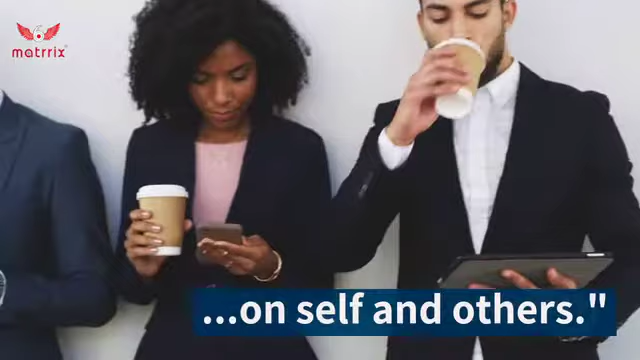 matrrix
...on self and others."